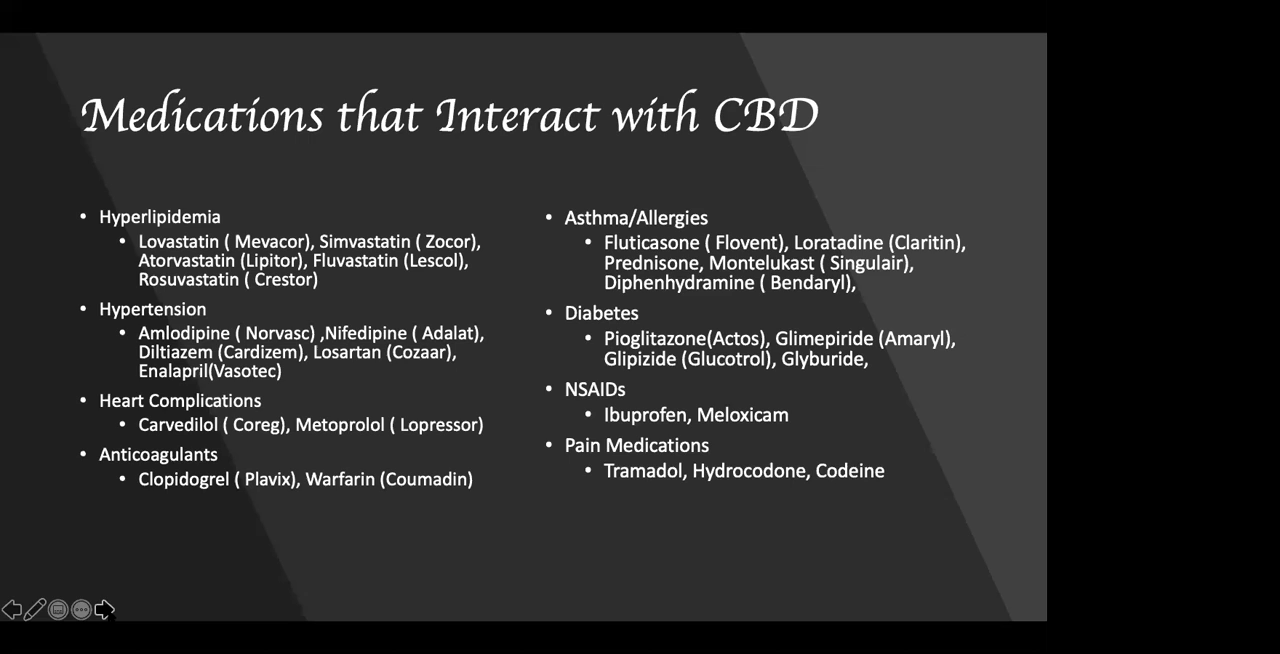 Medications that Interact with CBD
• Hyperlipidemia
• Lovastatin ( Mevacor), Simvastatin ( Zocor),
Atorvastatin (Lipitor), Fluvastatin (Lescol),
Rosuvastatin ( Crestor)
• Hypertension
• Amlodipine ( Norvasc) ,Nifedipine ( Adalat),
Diltiazem (Cardizem), Losartan (Cozaar),
Enalapril(Vasotec)
• Heart Complications
• Carvedilol ( Coreg), Metoprolol ( Lopressor)
• Anticoagulants
• Clopidogrel ( Plavix), Warfarin (Coumadin)
• Asthma/Allergies
• Fluticasone ( Flovent), Loratadine (Claritin),
Prednisone, Montelukast ( Singulair),
Diphenhydramine ( Bendaryl),
• Diabetes
• Pioglitazone(Actos), Glimepiride (Amaryl),
Glipizide (Glucotrol), Glyburide,
• NSAIDs
• Ibuprofen, Meloxicam
• Pain Medications
• Tramadol, Hydrocodone, Codeine